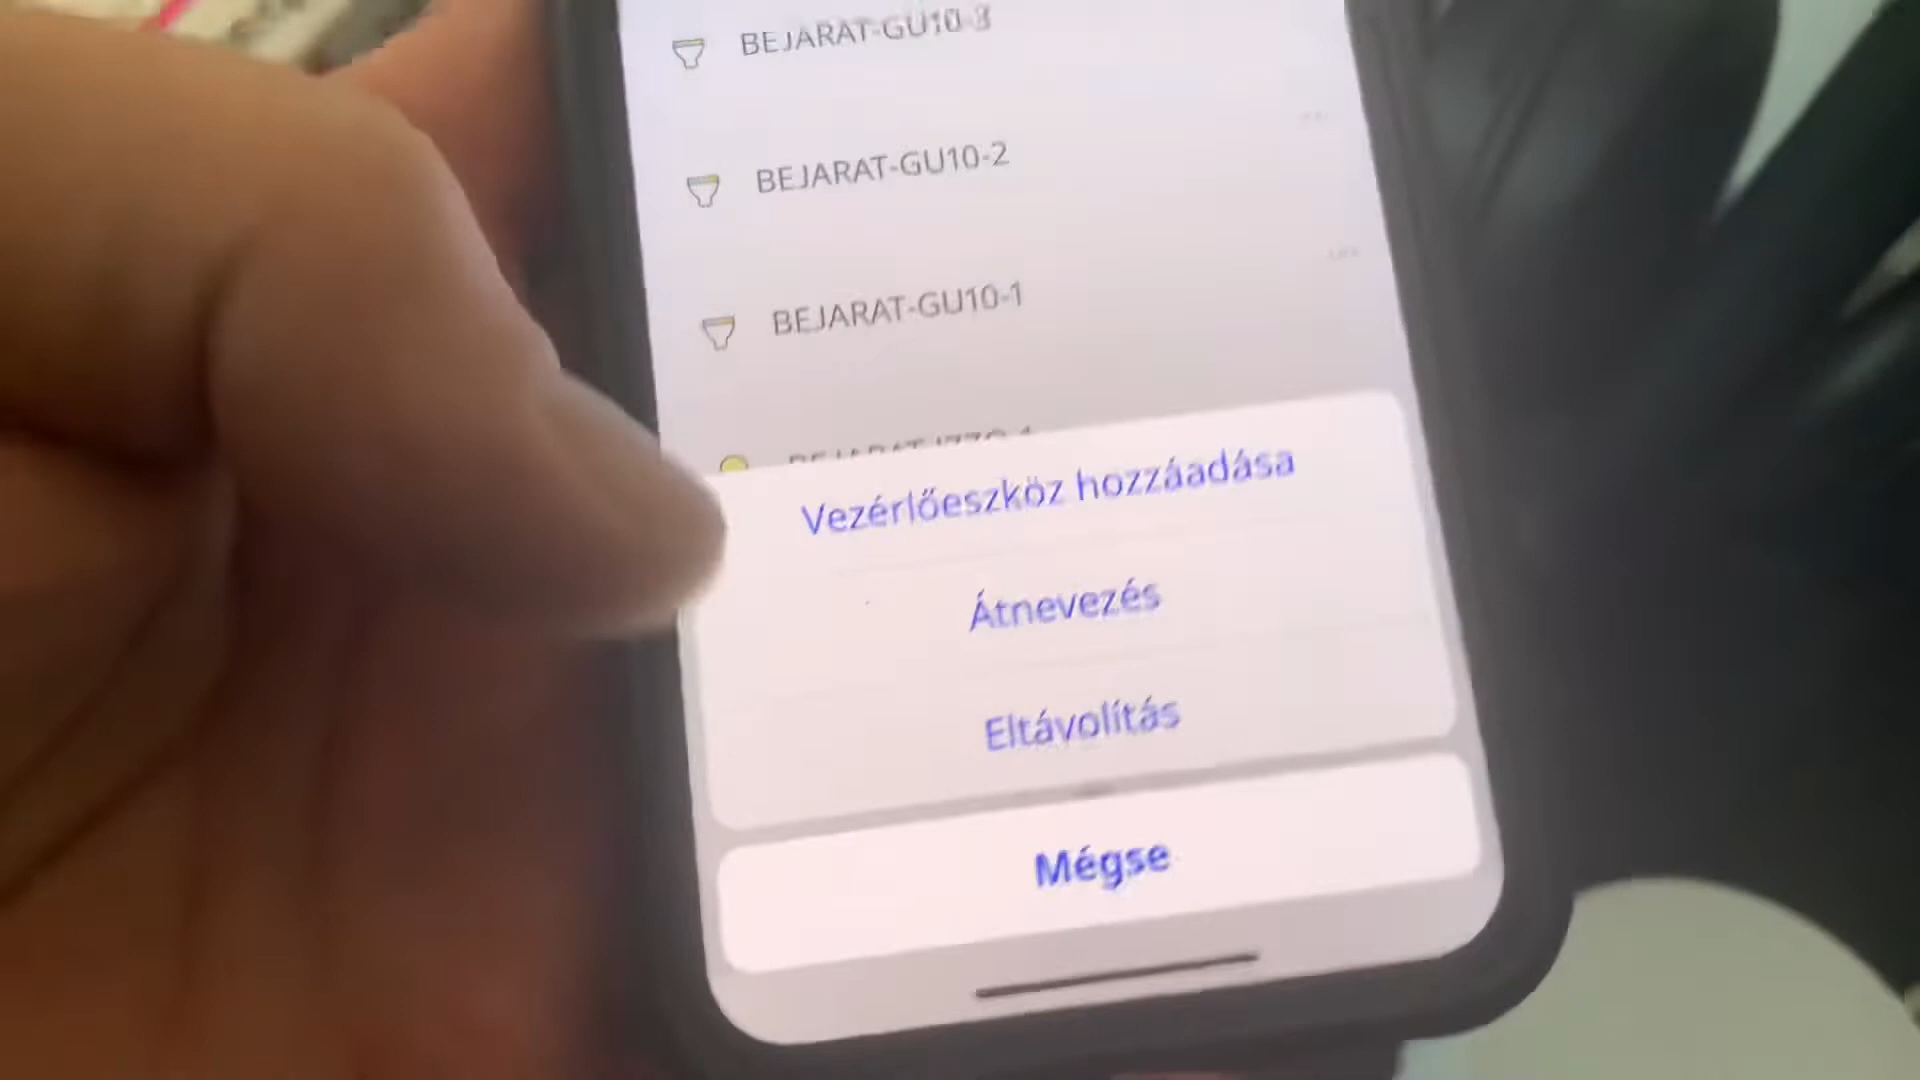 BEJARAT-GU10-3
BEJARAT-GU10-2
BEJARAT-GU10-1
Vezérlőeszköz hozzáadása
Átnevezés
Eltávolítás
Mégse